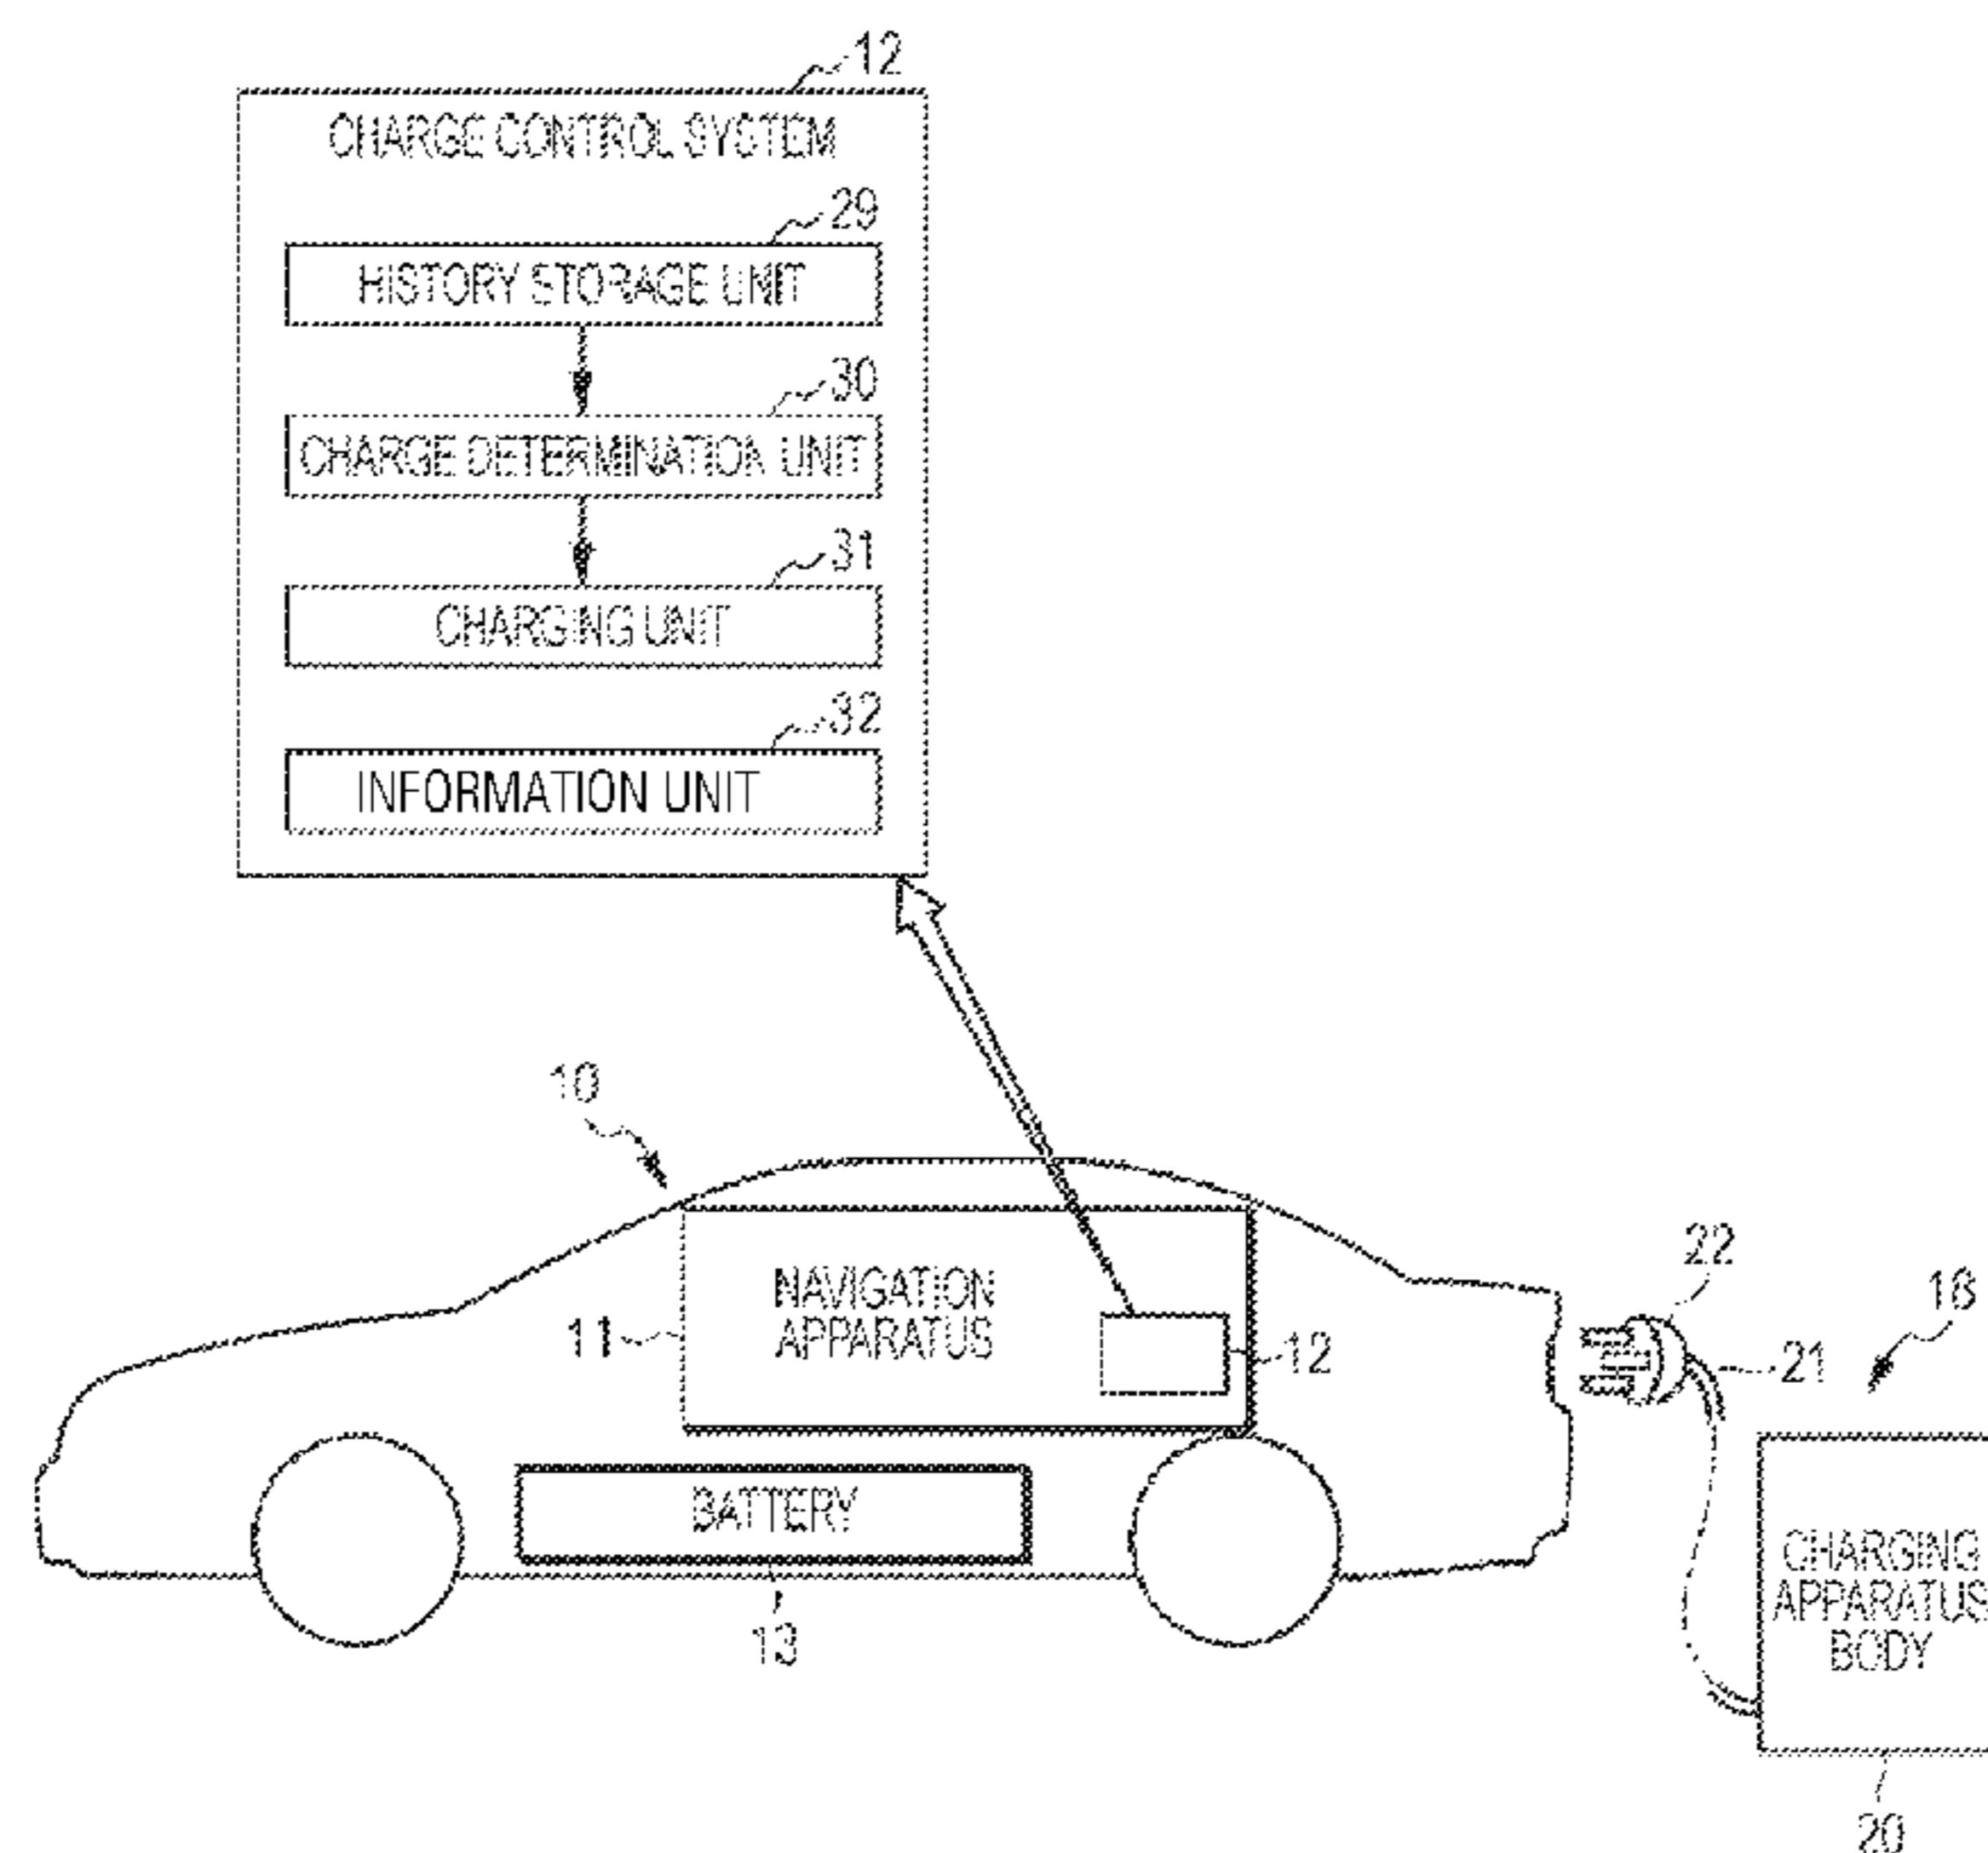 12
CHARGE CONTROL SYSTEM
29
HISTORY STORAGE UNIT
30
CHARGE DETERMINATION UNIT
31
CHARGING UNIT
32
INFORMATION UNIT
10
NAVIGATION
APPARATUS
11
12
22
21
16
BATTERY
13
CHARGING
APPARATUS
BODY
20